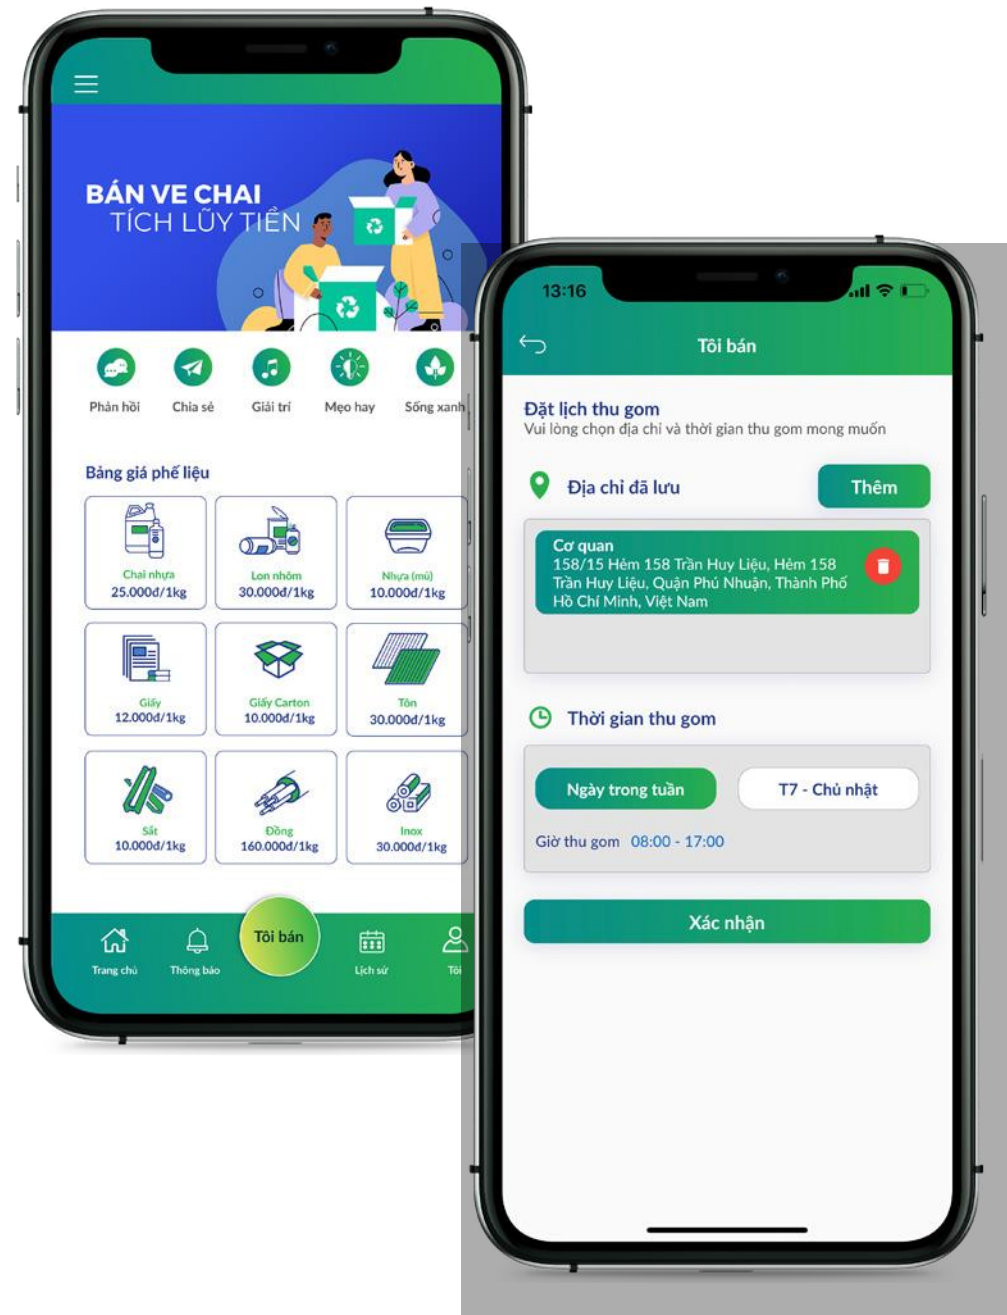 BÁN VE CHAI
TÍCH LŨY TIỀN
Phản hồi
Chia sẻ
Giải trí
Mẹo hay
Sống xanh
Bảng giá phế liệu
Chai nhựa
25.000đ/1kg
Lon nhôm
30.000đ/1kg
Nhựa (mủ)
10.000đ/1kg
Giấy
12.000đ/1kg
Giấy Carton
10.000đ/1kg
Tôn
30.000đ/1kg
Sắt
10.000đ/1kg
Đồng
160.000đ/1kg
Inox
30.000đ/1kg
Trang chủ
Thông báo
Tôi bán
Lịch sử
Tôi
13:16
Tôi bán
Đặt lịch thu gom
Vui lòng chọn địa chỉ và thời gian thu gom mong muốn
Địa chỉ đã lưu
Thêm
Cơ quan
158/15 Hẻm 158 Trần Huy Liệu, Hẻm 158
Trần Huy Liệu, Quận Phú Nhuận, Thành Phố
Hồ Chí Minh, Việt Nam
Thời gian thu gom
Ngày trong tuần
T7 - Chủ nhật
Giờ thu gom 08:00 - 17:00
Xác nhận